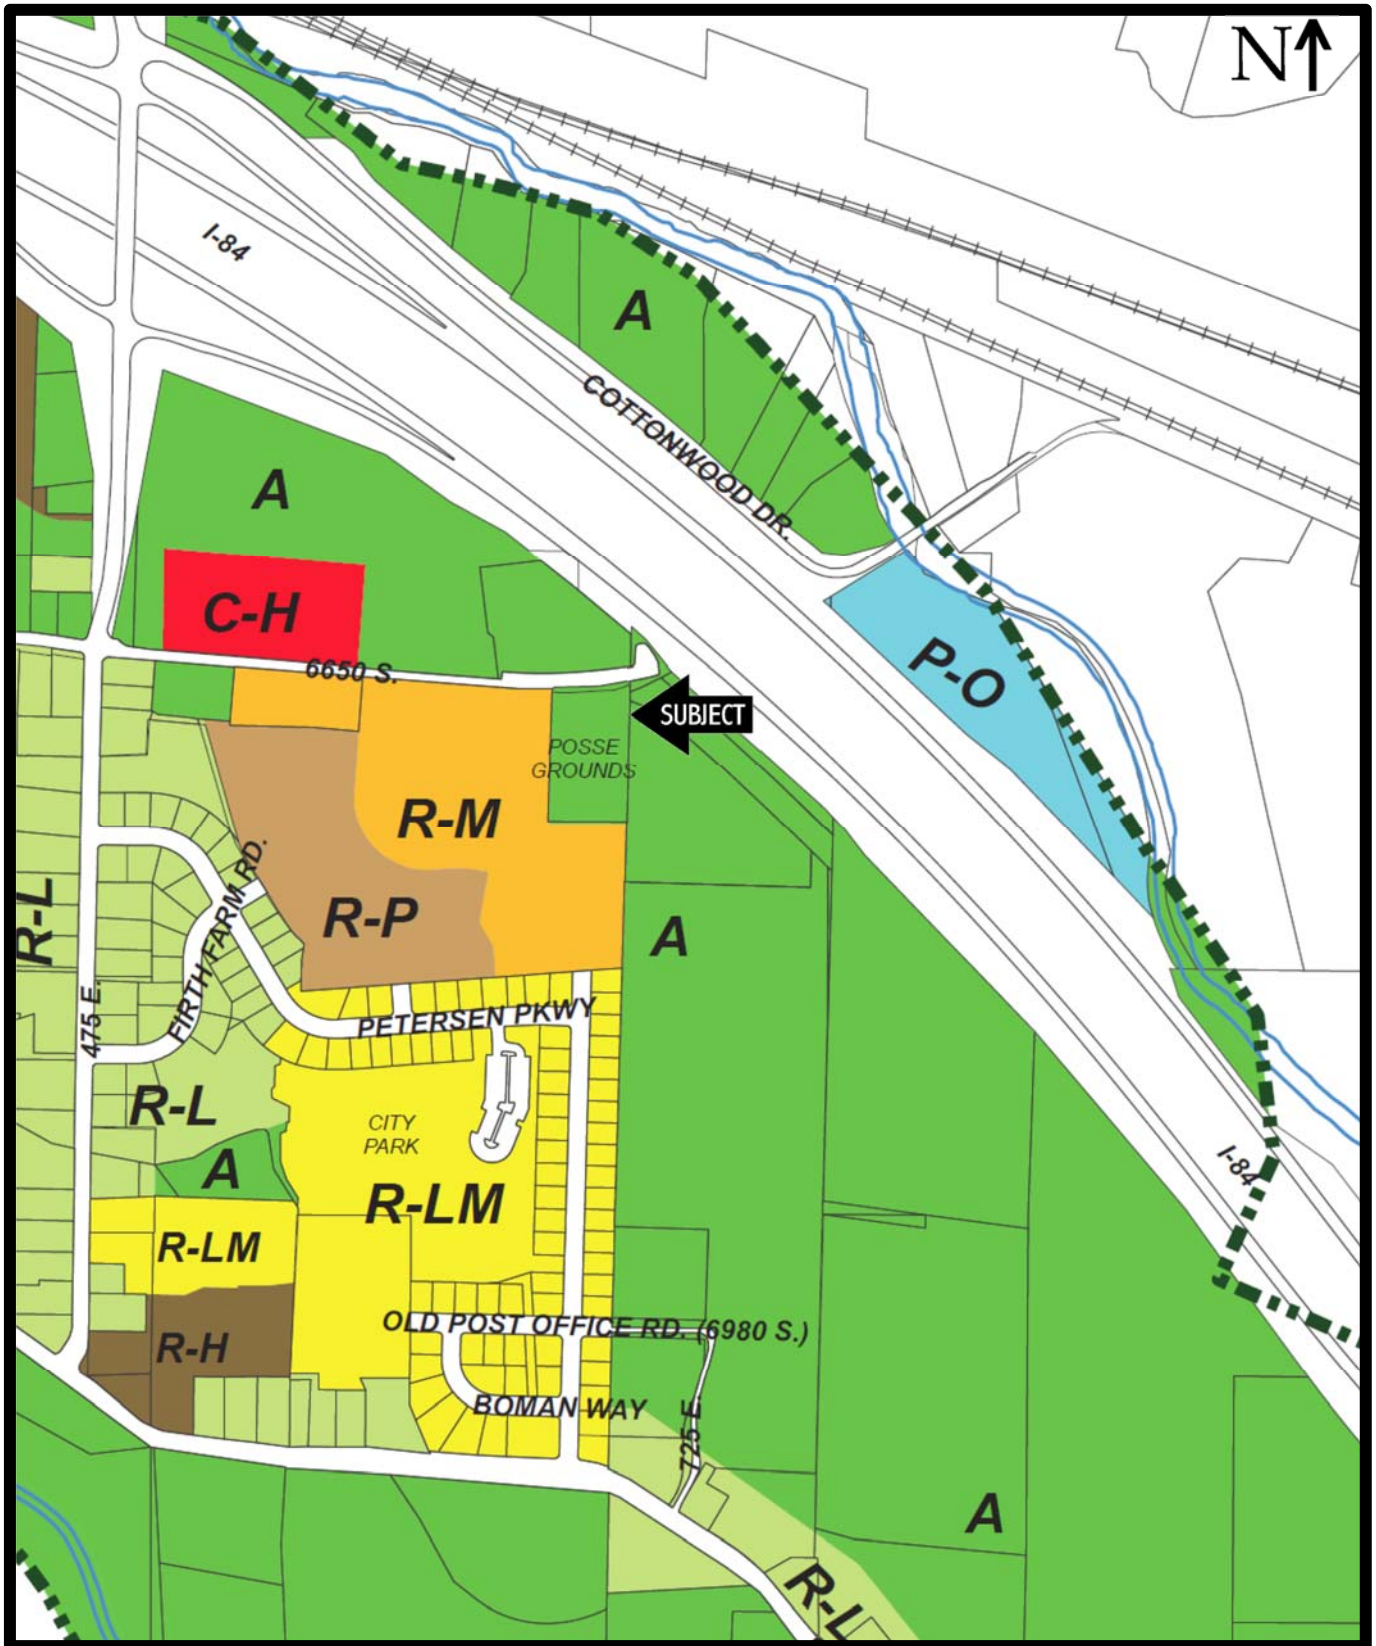 N
I-84
A
COTTONWOOD DR.
A
C-H
6650 S.
P-O
SUBJECT
POSSE
GROUNDS
R-M
R-L
FIRTH FARM RD.
R-P
A
475 E.
PETERSEN PKWY
R-L
CITY
PARK
A
I-84
R-LM
R-LM
OLD POST OFFICE RD. (6980 S.)
R-H
BOMAN WAY
725 E.
A
R-L